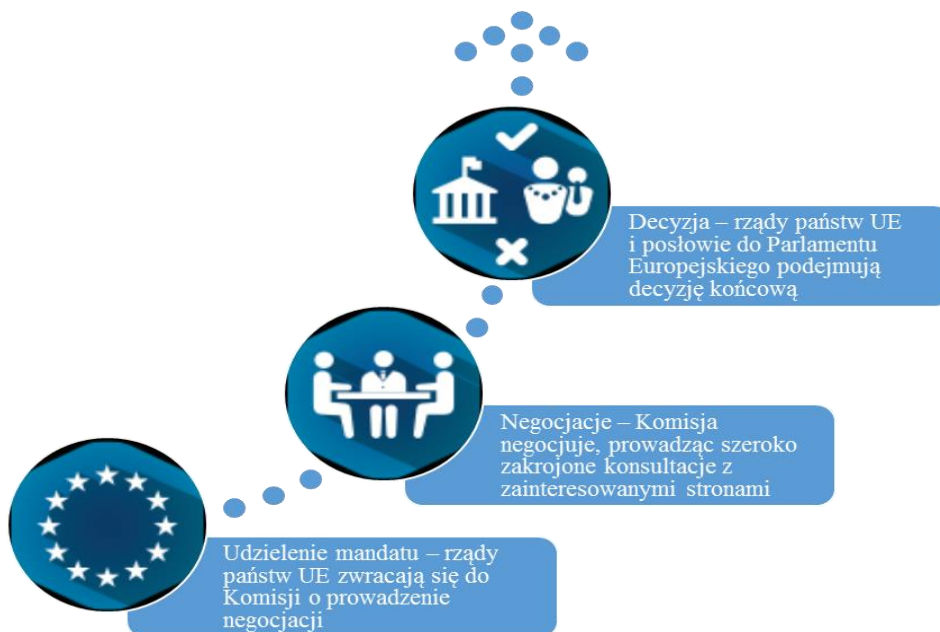 Decyzja – rządy państw UE
i posłowie do Parlamentu
Europejskiego podejmują
decyzję końcową
Negocjacje – Komisja
negocjuje, prowadząc szeroko
zakrojone konsultacje z
zainteresowanymi stronami
Udzielenie mandatu – rządy
państw UE zwracają się do
Komisji o prowadzenie
negocjacji